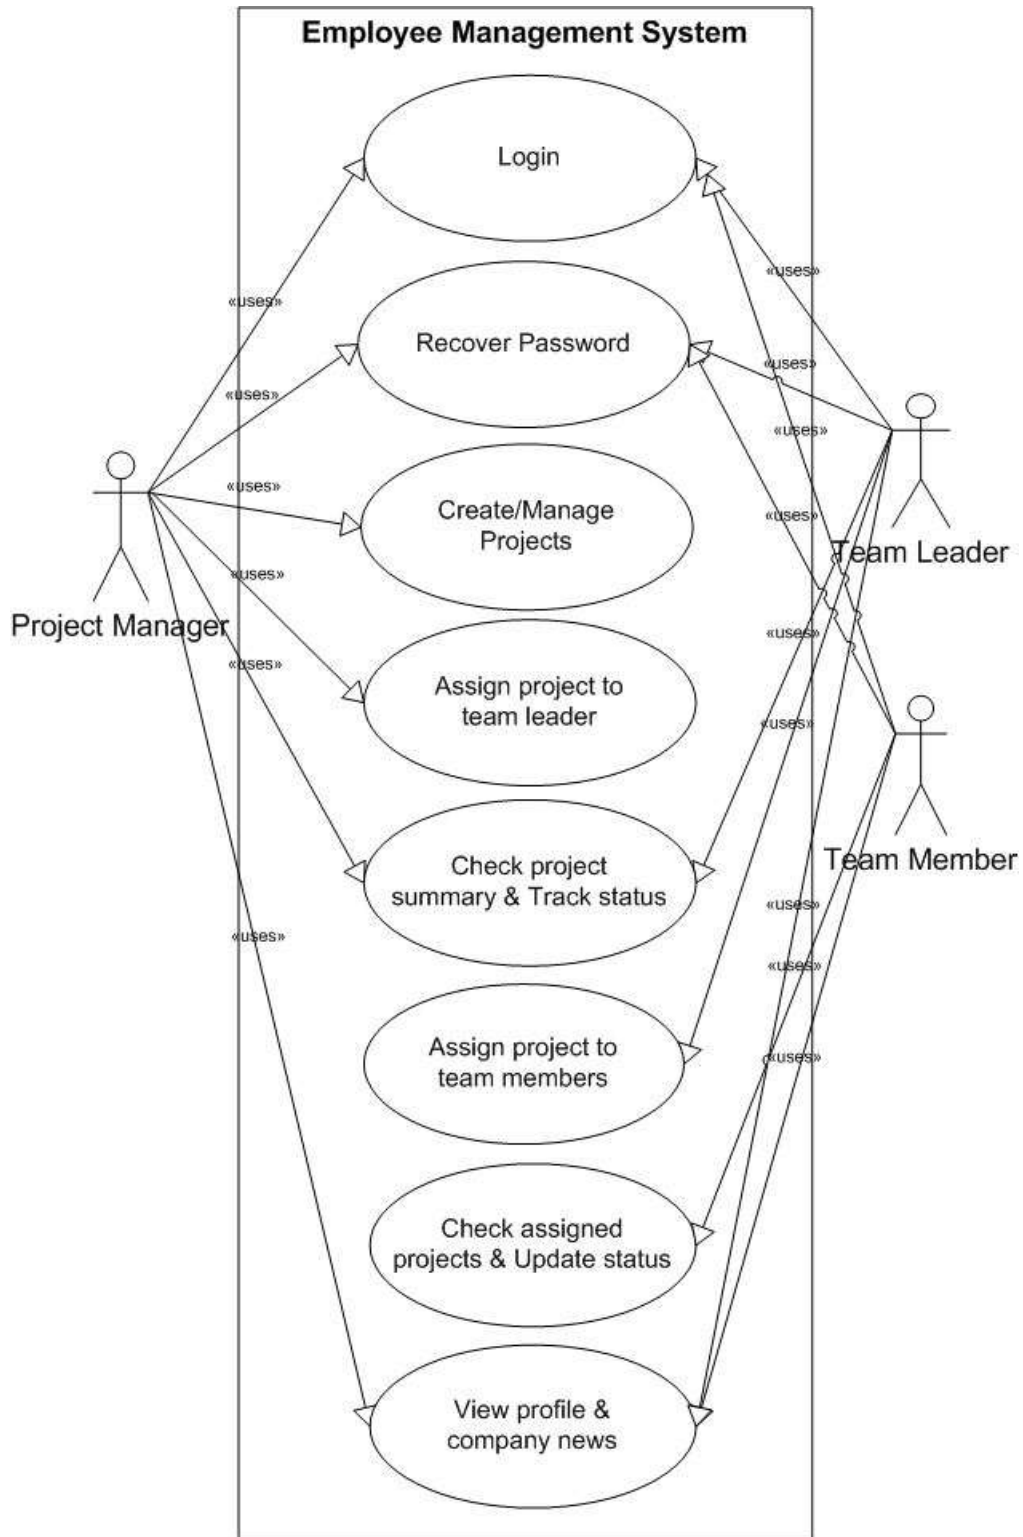 Employee Management System
Login
«uses»
«uses»
Recover Password
«uses»
«uses»
«uses»
«uses»
Create/Manage
Projects
«uses»
Team Leader
«uses»
Project Manager
«uses»
«uses»
Assign project to
team leader
«uses»
Check project
summary & Track status
Team Member
«uses»
«uses»
«uses»
Assign project to
team members
«uses»
Check assigned
projects & Update status
View profile &
company news